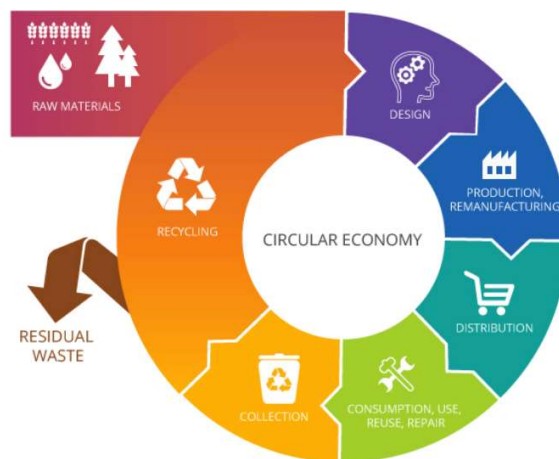 RAW MATERIALS
DESIGN
PRODUCTION,
REMANUFACTURING
RECYCLING
CIRCULAR ECONOMY
DISTRIBUTION
RESIDUAL
WASTE
CONSUMPTION, USE,
REUSE, REPAIR
COLLECTION